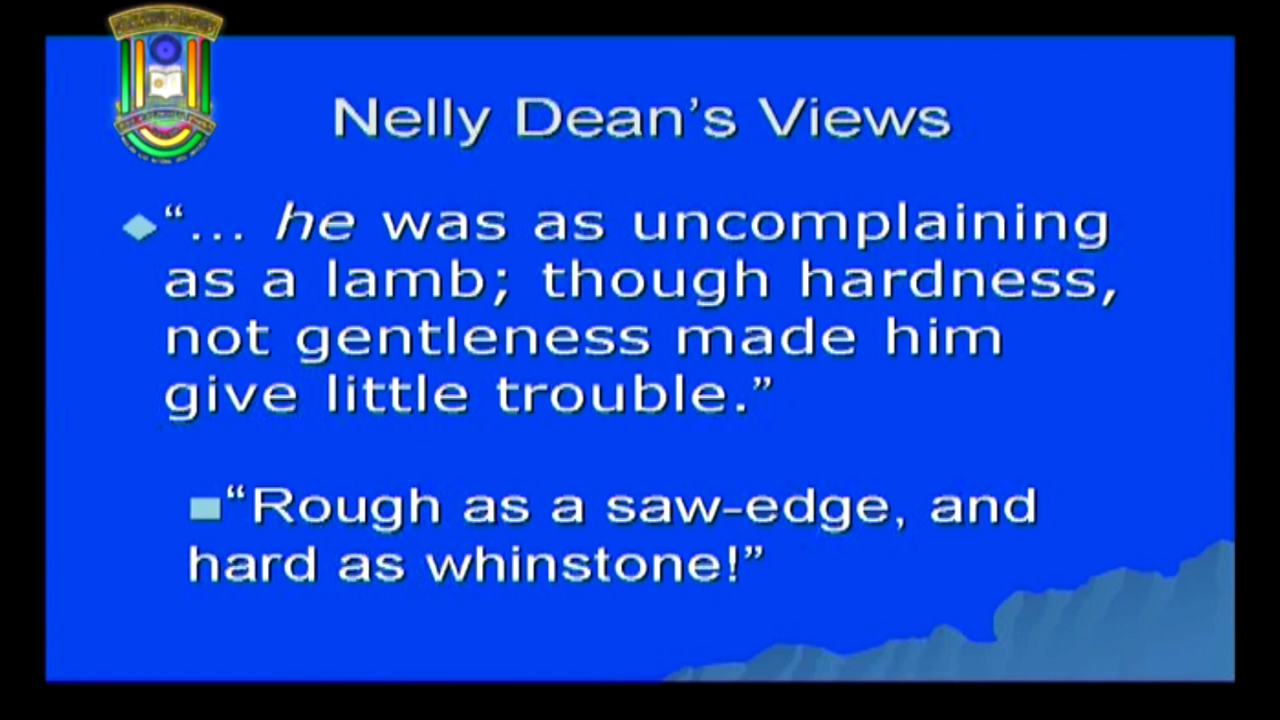 Nelly Dean’s Views
“... he was as uncomplaining
as a lamb; though hardness,
not gentleness made him
give little trouble.”
“Rough as a saw-edge, and
hard as whinstone!”